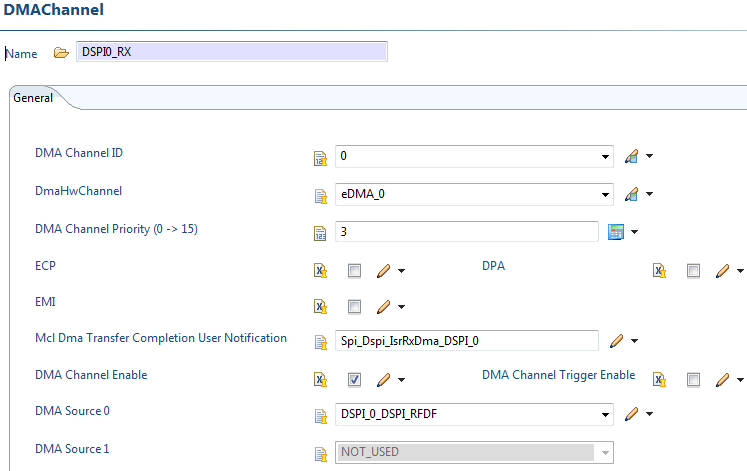 DMAChannel
Name DSPI0_RX
General
DMA Channel ID 0
DmaHwChannel eDMA_0
DMA Channel Priority (0 -> 15) 3
ECP DPA
EMI
Mcl Dma Transfer Completion User Notification Spi_Dspi_IsrRxDma_DSPI_0
DMA Channel Enable DMA Channel Trigger Enable
DMA Source 0 DSPI_0_DSPI_RFDF
DMA Source 1 NOT_USED